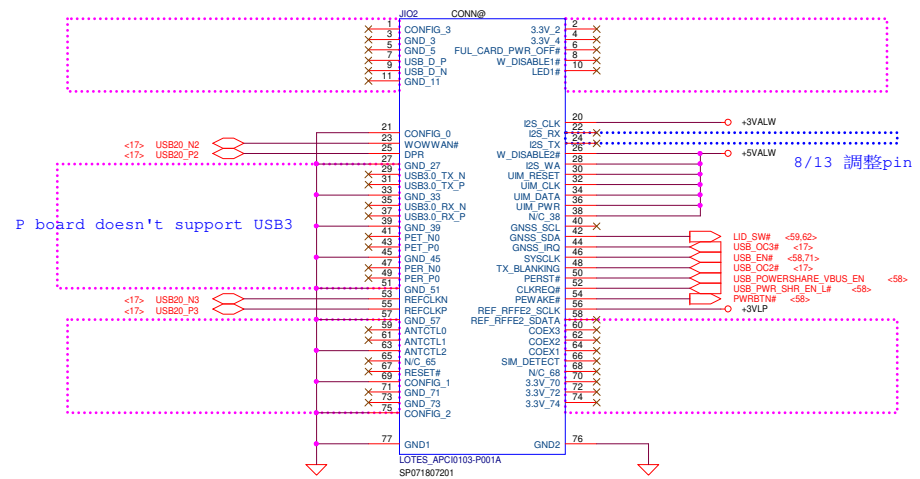 JIO2 CONN@
1 CONFIG_3 3.3V_2 2
3 GND_3 3.3V_4 4
5 GND_5 FUL_CARD_PWR_OFF# 6
7 USB_D_P W_DISABLE1# 8
9 USB_D_N LED1# 10
11 GND_11
I2S_CLK 20 +3VALW
21 CONFIG_0 I2S_RX 22
<17> USB20_N2 23 WOWWAN# I2S_TX 24
<17> USB20_P2 25 DPR W_DISABLE2# 26 +5VALW
8/13 調整pin
27 GND_27 I2S_WA 28
29 USB3.0_TX_N UIM_RESET 30
31 USB3.0_TX_P UIM_CLK 32
33 GND_33 UIM_DATA 34
35 USB3.0_RX_N UIM_PWR 36
37 USB3.0_RX_P N/C_38 38
P board doesn't support USB3
39 GND_39 GNSS_SCL 40
41 PET_N0 GNSS_SDA 42 LID_SW# <59,62>
43 PET_P0 GNSS_IRQ 44 USB_OC3# <17>
45 GND_45 SYSCLK 46 USB_EN# <58,71>
47 PER_N0 TX_BLANKING 48 USB_OC2# <17>
49 PER_P0 PERST# 50 USB_POWERSHARE_VBUS_EN <58>
51 GND_51 CLKREQ# 52 USB_PWR_SHR_EN_L# <58>
<17> USB20_N3 53 REFCLKN PEWAKE# 54 PWRBTN# <58>
<17> USB20_P3 55 REFCLKP REF_RFFE2_SCLK 56 +3VLP
57 GND_57 REF_RFFE2_SDATA 58
59 ANTCTL0 COEX3 60
61 ANTCTL1 COEX2 62
63 ANTCTL2 COEX1 64
65 N/C_65 SIM_DETECT 66
67 RESET# N/C_68 68
69 CONFIG_1 3.3V_70 70
71 GND_71 3.3V_72 72
73 GND_73 3.3V_74 74
75 CONFIG_2
77 GND1 GND2 76
LOTES_APCI0103-P001A
SP071807201